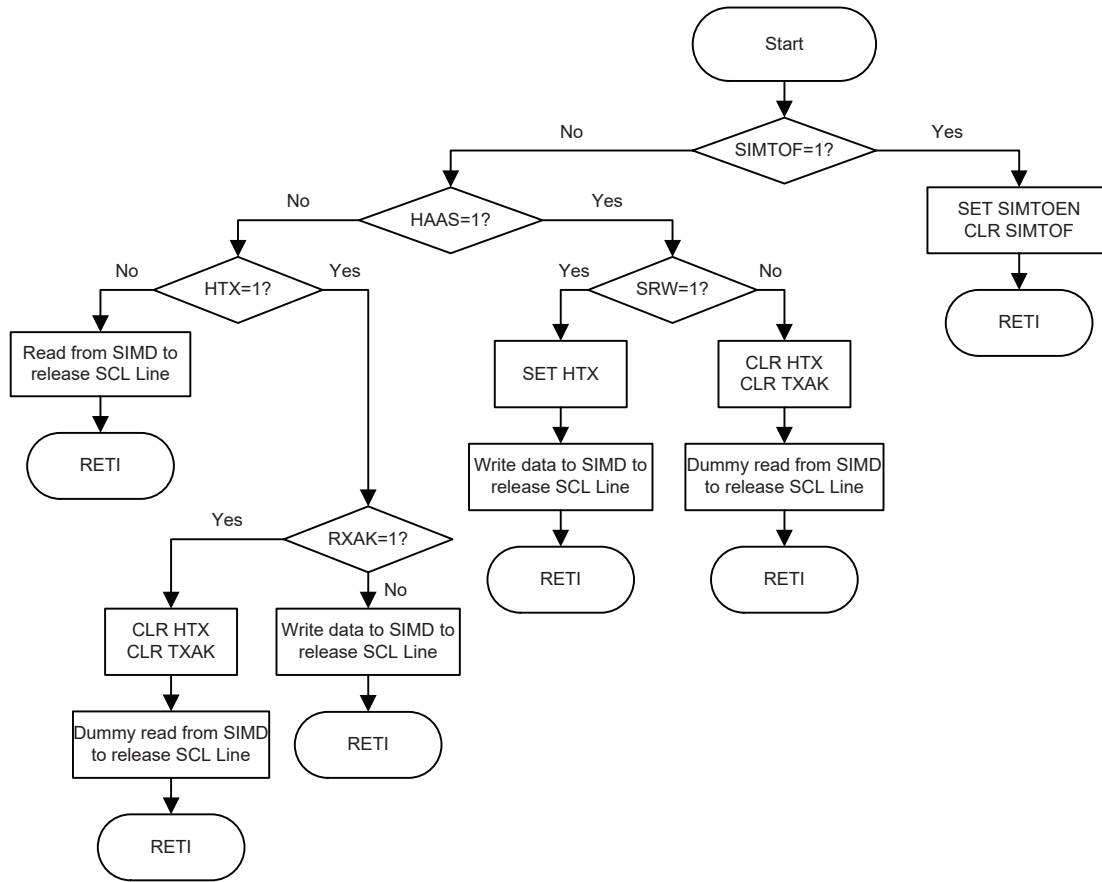 Start
No
SIMTOF=1?
Yes
No
HAAS=1?
Yes
SET SIMTOEN
CLR SIMTOF
No
HTX=1?
Yes
Yes
SRW=1?
No
RETI
Read from SIMD to
release SCL Line
SET HTX
CLR HTX
CLR TXAK
RETI
Write data to SIMD to
release SCL Line
Dummy read from SIMD
to release SCL Line
Yes
RXAK=1?
No
RETI
RETI
CLR HTX
CLR TXAK
Write data to SIMD to
release SCL Line
Dummy read from SIMD
to release SCL Line
RETI
RETI